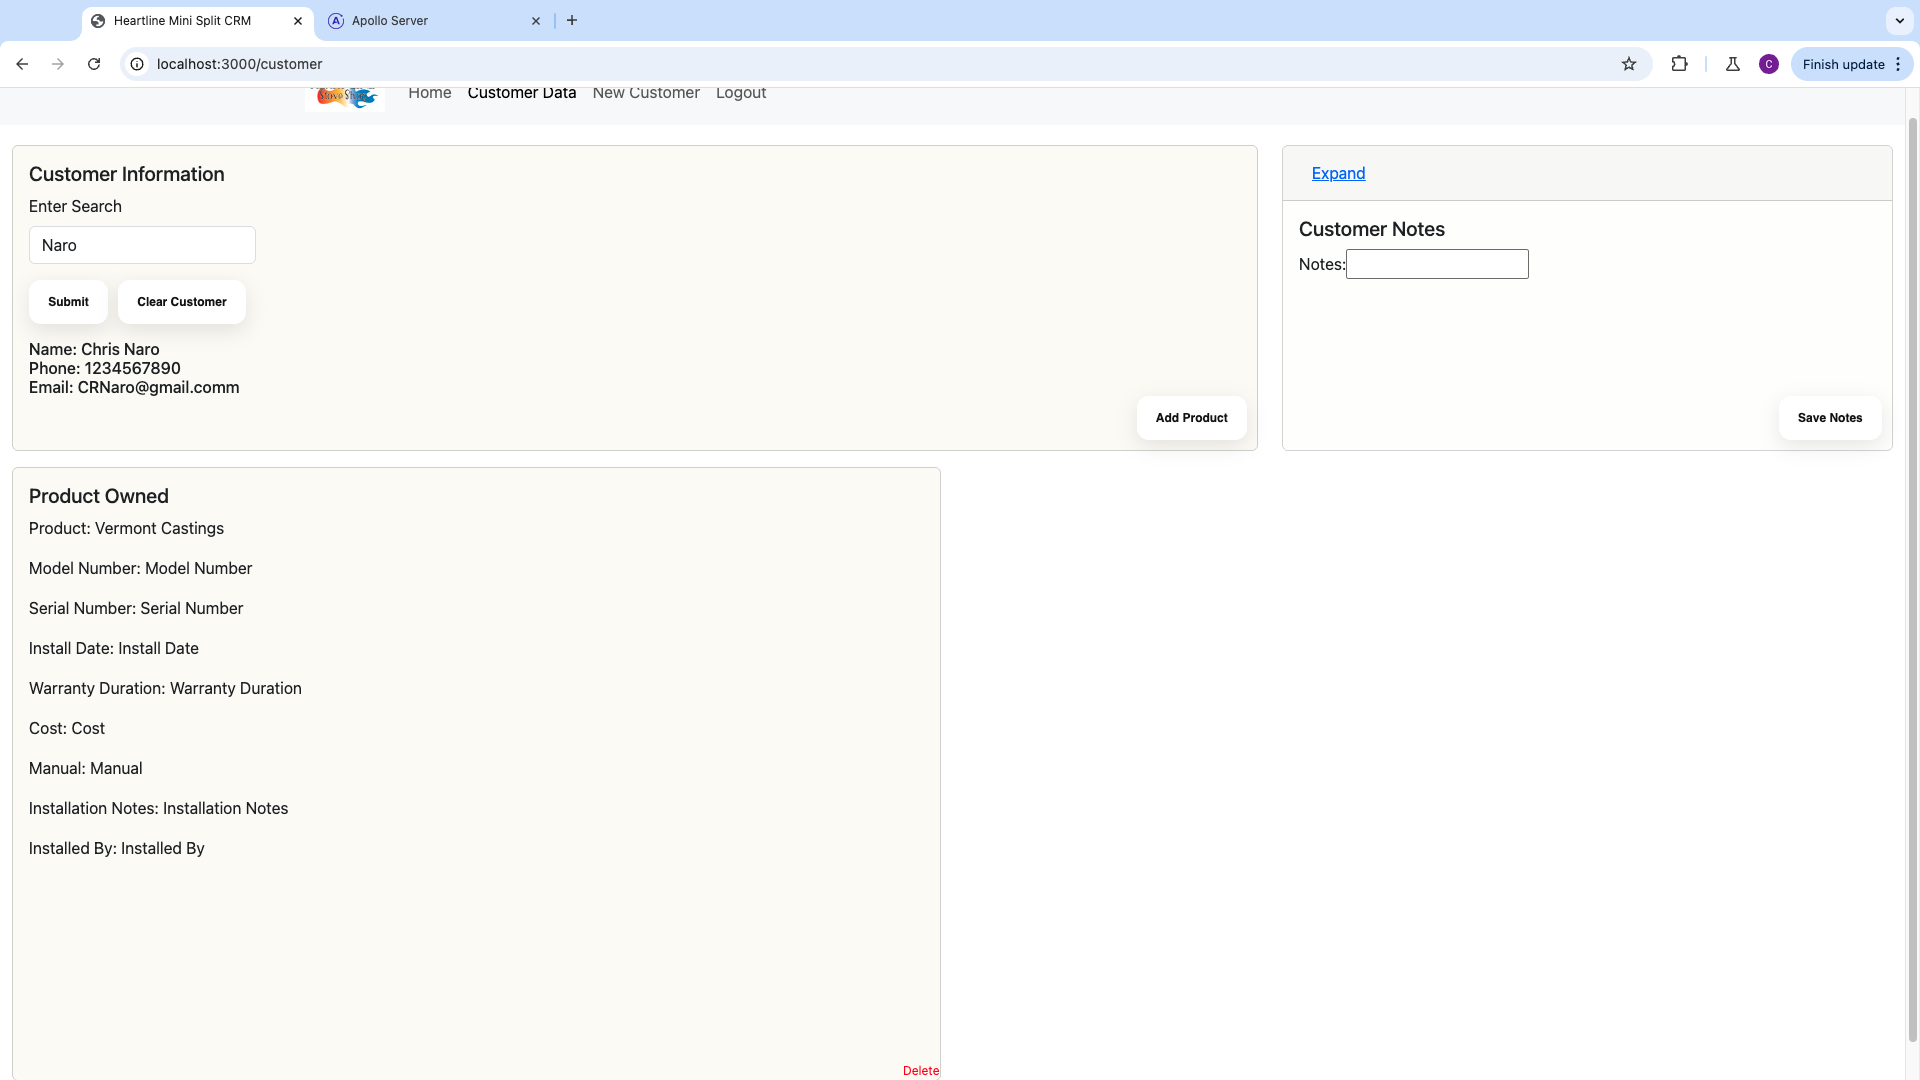 Heartline Mini Split CRM
Apollo Server
localhost:3000/customer
C
Finish update
Home
Customer Data
New Customer
Logout
Customer Information
Enter Search
Naro
Submit
Clear Customer
Name: Chris Naro
Phone: 1234567890
Email: CRNaro@gmail.comm
Add Product
Expand
Customer Notes
Notes:
Save Notes
Product Owned
Product: Vermont Castings
Model Number: Model Number
Serial Number: Serial Number
Install Date: Install Date
Warranty Duration: Warranty Duration
Cost: Cost
Manual: Manual
Installation Notes: Installation Notes
Installed By: Installed By
Delete